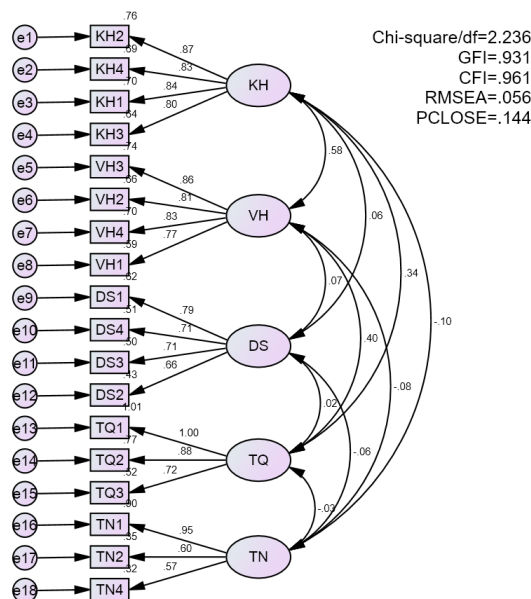 Chi-square/df=2.236
GFI=.931
CFI=.961
RMSEA=.056
PCLOSE=.144
.76
e1 KH2 .87
.69
e2 KH4 .83
.70
e3 KH1 .84
.64
e4 KH3 .80
KH
.74
e5 VH3 .86
.66
e6 VH2 .81
.70
e7 VH4 .83
.59
e8 VH1 .77
VH
.62
e9 DS1 .79
.51
e10 DS4 .71
.50
e11 DS3 .71
.43
e12 DS2 .66
DS
1.01
e13 TQ1 1.00
.77
e14 TQ2 .88
.52
e15 TQ3 .72
TQ
.90
e16 TN1 .95
.35
e17 TN2 .60
.32
e18 TN4 .57
TN
.58
.06
.34
-.10
.07
.40
-.08
.02
-.06
-.03